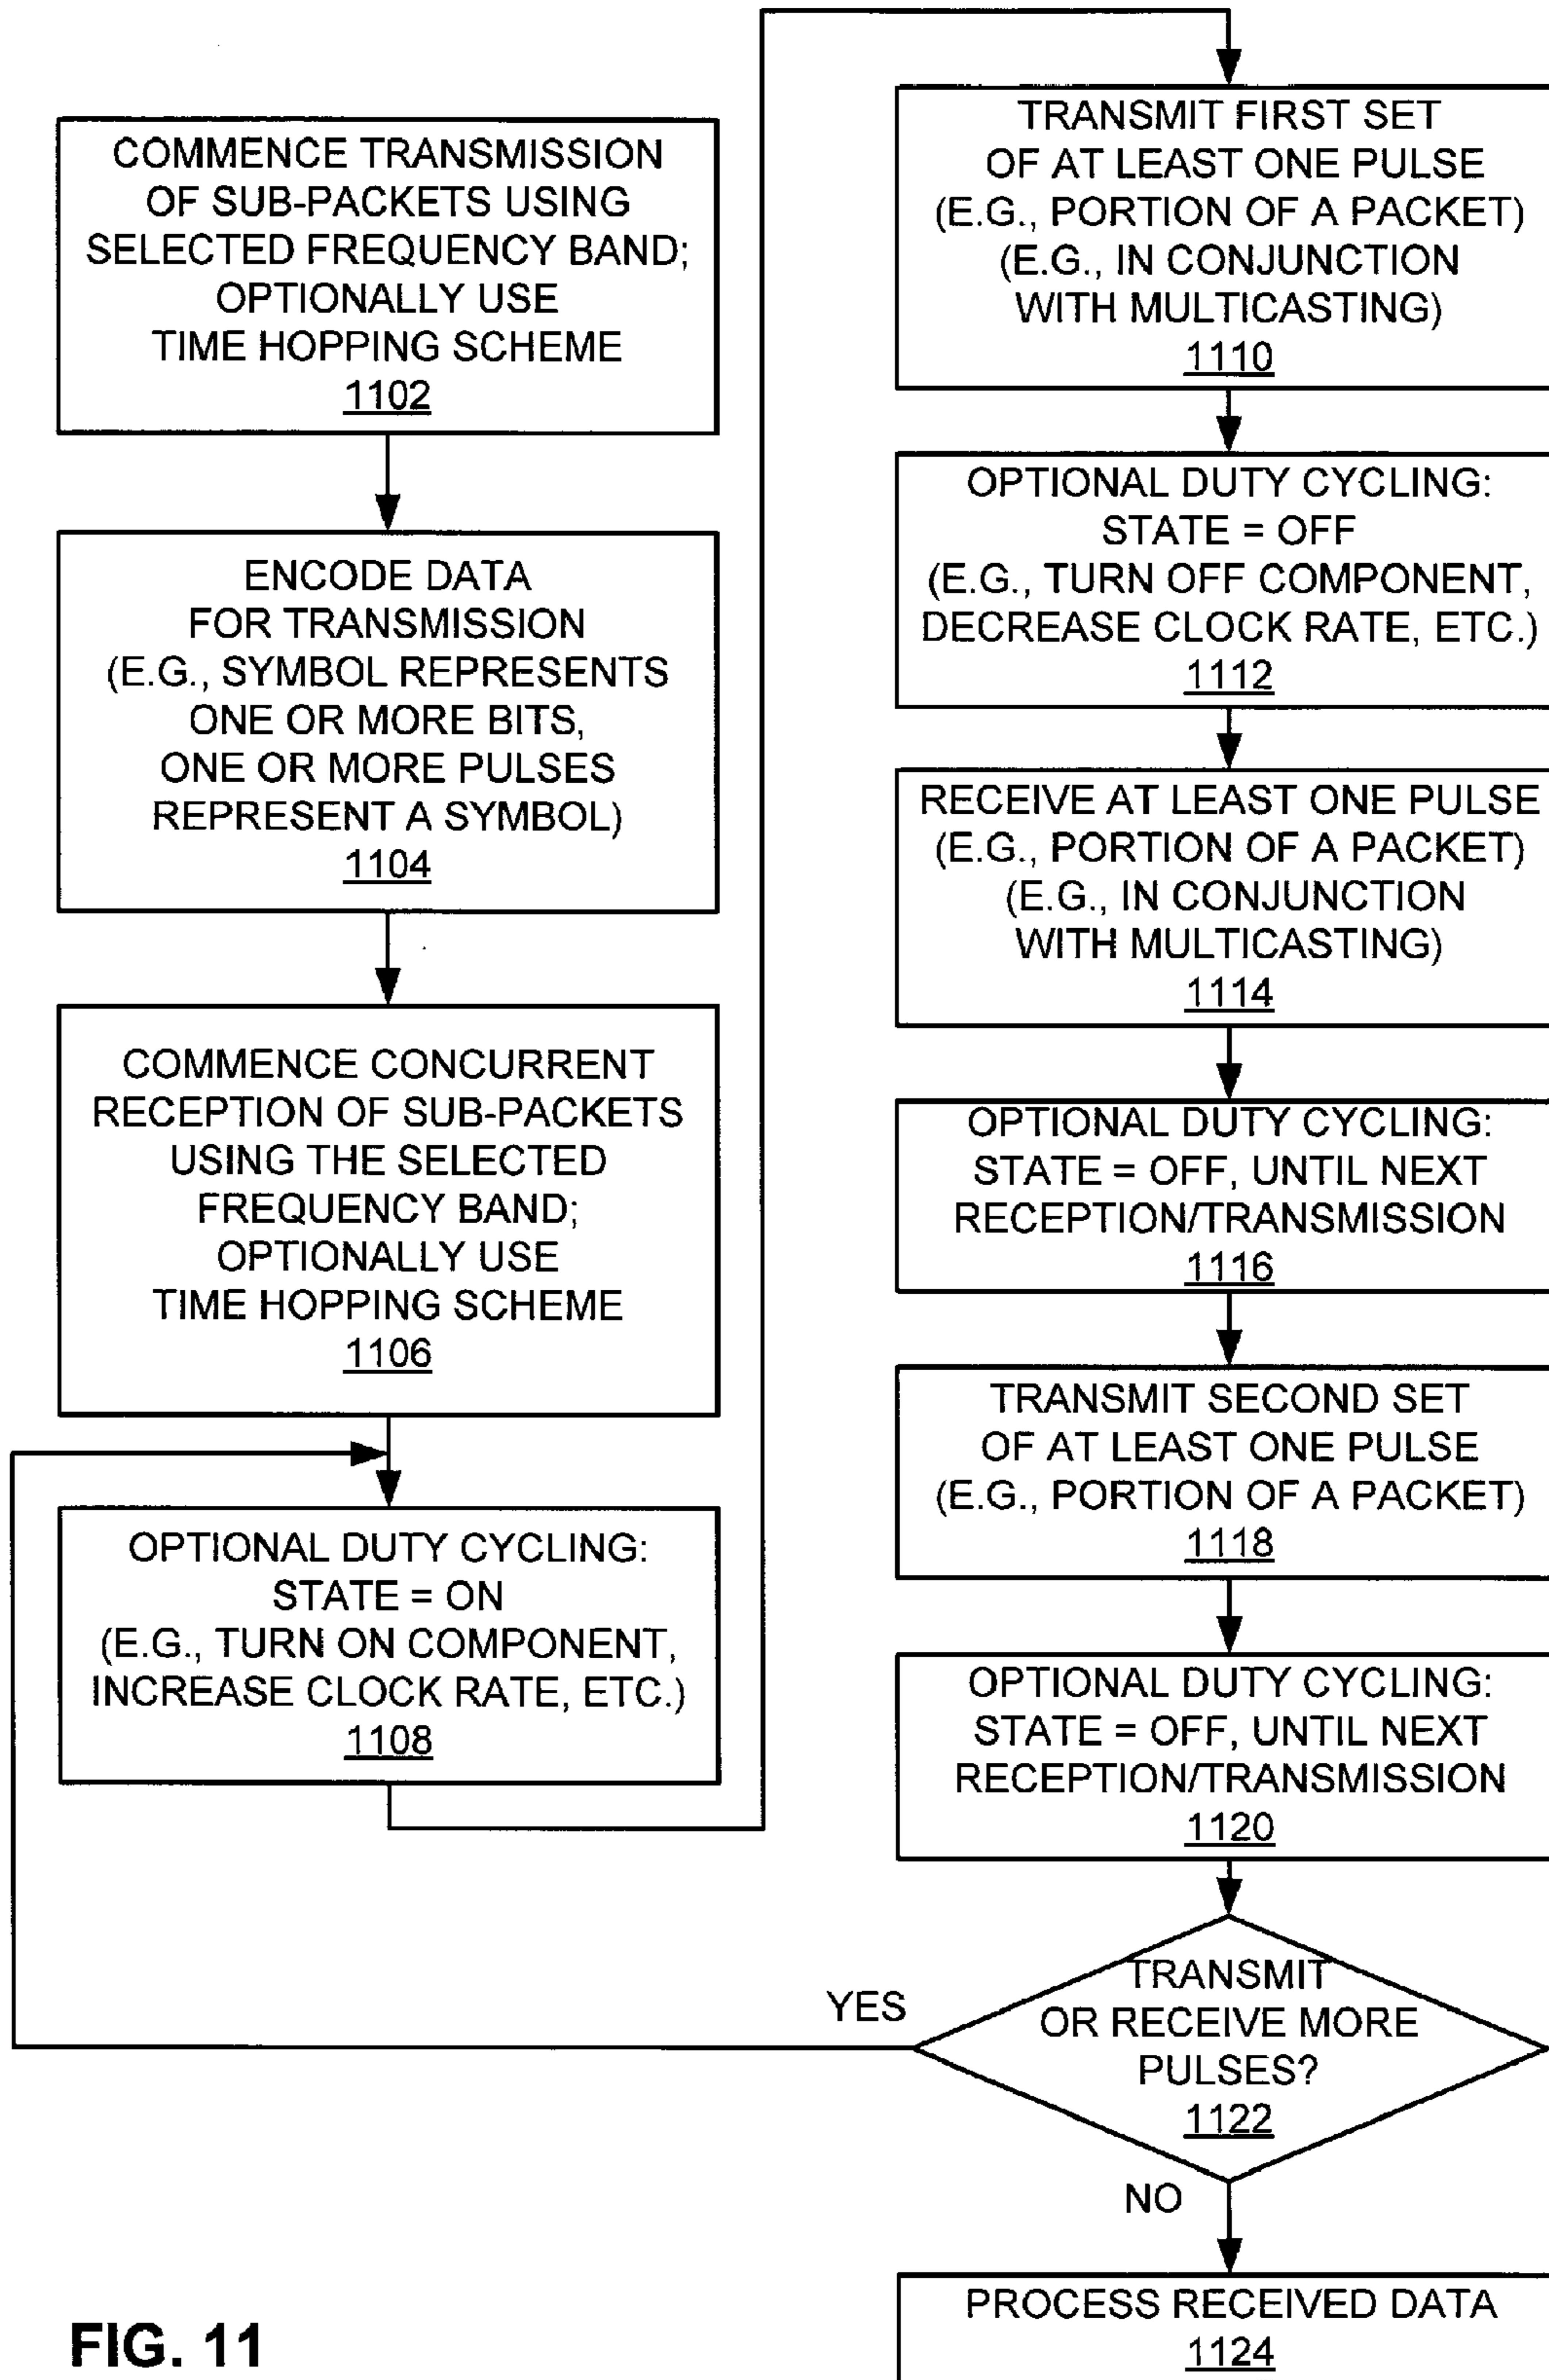 COMMENCE TRANSMISSION
OF SUB-PACKETS USING
SELECTED FREQUENCY BAND;
OPTIONALLY USE
TIME HOPPING SCHEME
1102
ENCODE DATA
FOR TRANSMISSION
(E.G., SYMBOL REPRESENTS
ONE OR MORE BITS,
ONE OR MORE PULSES
REPRESENT A SYMBOL)
1104
COMMENCE CONCURRENT
RECEPTION OF SUB-PACKETS
USING THE SELECTED
FREQUENCY BAND;
OPTIONALLY USE
TIME HOPPING SCHEME
1106
OPTIONAL DUTY CYCLING:
STATE = ON
(E.G., TURN ON COMPONENT,
INCREASE CLOCK RATE, ETC.)
1108
TRANSMIT FIRST SET
OF AT LEAST ONE PULSE
(E.G., PORTION OF A PACKET)
(E.G., IN CONJUNCTION
WITH MULTICASTING)
1110
OPTIONAL DUTY CYCLING:
STATE = OFF
(E.G., TURN OFF COMPONENT,
DECREASE CLOCK RATE, ETC.)
1112
RECEIVE AT LEAST ONE PULSE
(E.G., PORTION OF A PACKET)
(E.G., IN CONJUNCTION
WITH MULTICASTING)
1114
OPTIONAL DUTY CYCLING:
STATE = OFF, UNTIL NEXT
RECEPTION/TRANSMISSION
1116
TRANSMIT SECOND SET
OF AT LEAST ONE PULSE
(E.G., PORTION OF A PACKET)
1118
OPTIONAL DUTY CYCLING:
STATE = OFF, UNTIL NEXT
RECEPTION/TRANSMISSION
1120
TRANSMIT
OR RECEIVE MORE
PULSES?
1122
YES
NO
PROCESS RECEIVED DATA
1124
FIG. 11